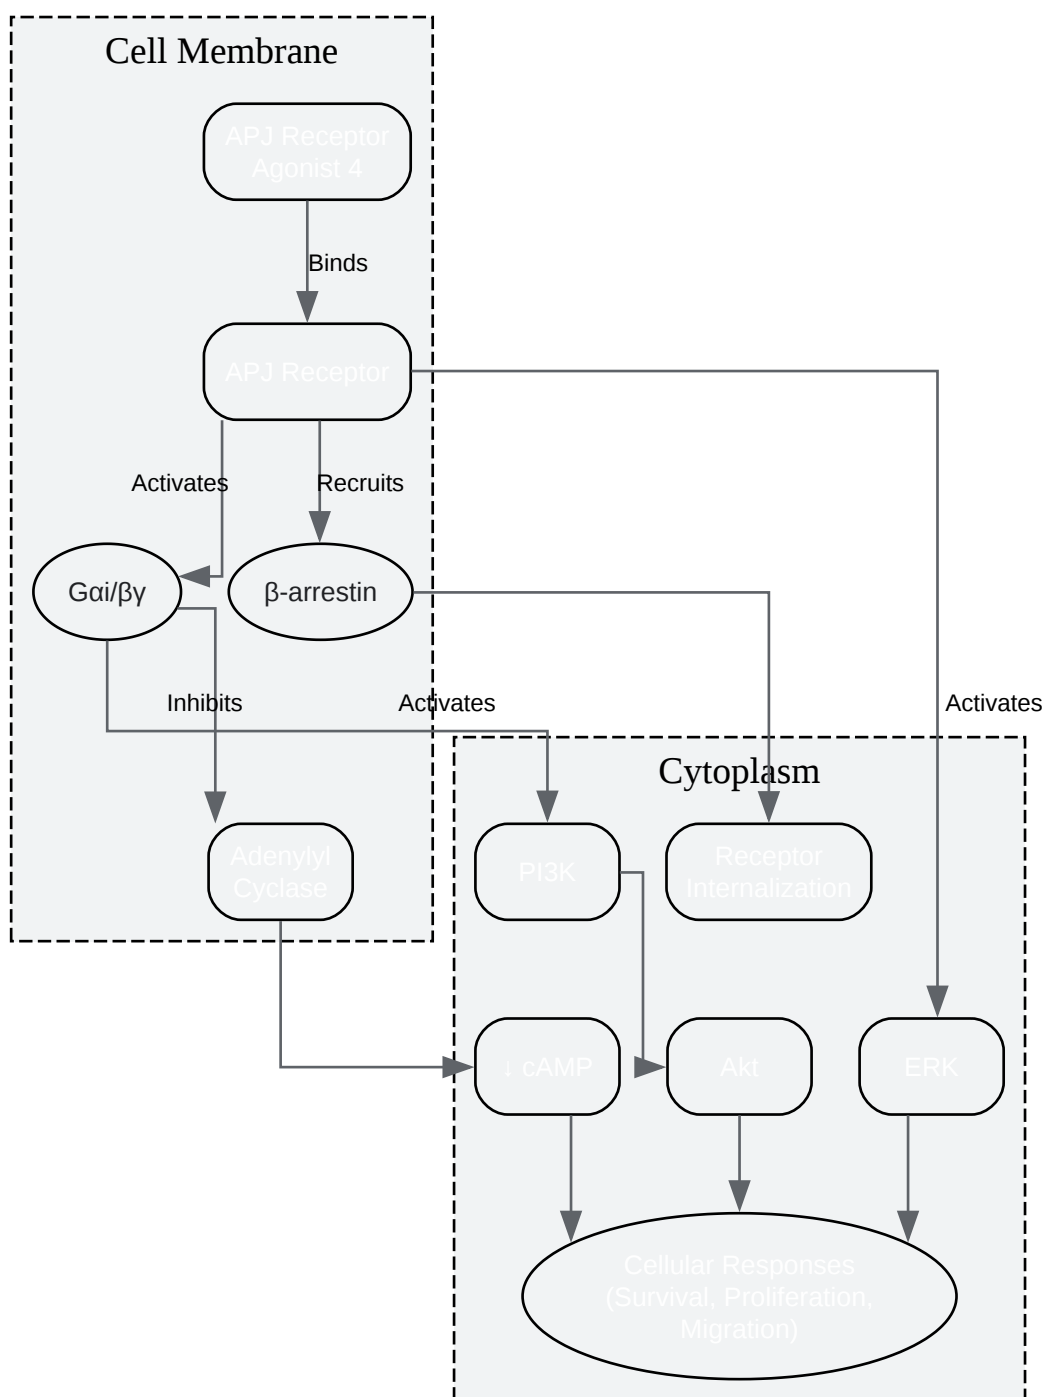 Cell Membrane
APJ Receptor
Agonist 4
Binds
APJ Receptor
Activates
Recruits
Gαi/βγ
β-arrestin
Inhibits
Activates
Activates
Cytoplasm
Adenylyl
Cyclase
PI3K
Receptor
Internalization
↓ cAMP
Akt
ERK
Cellular Responses
(Survival, Proliferation,
Migration)